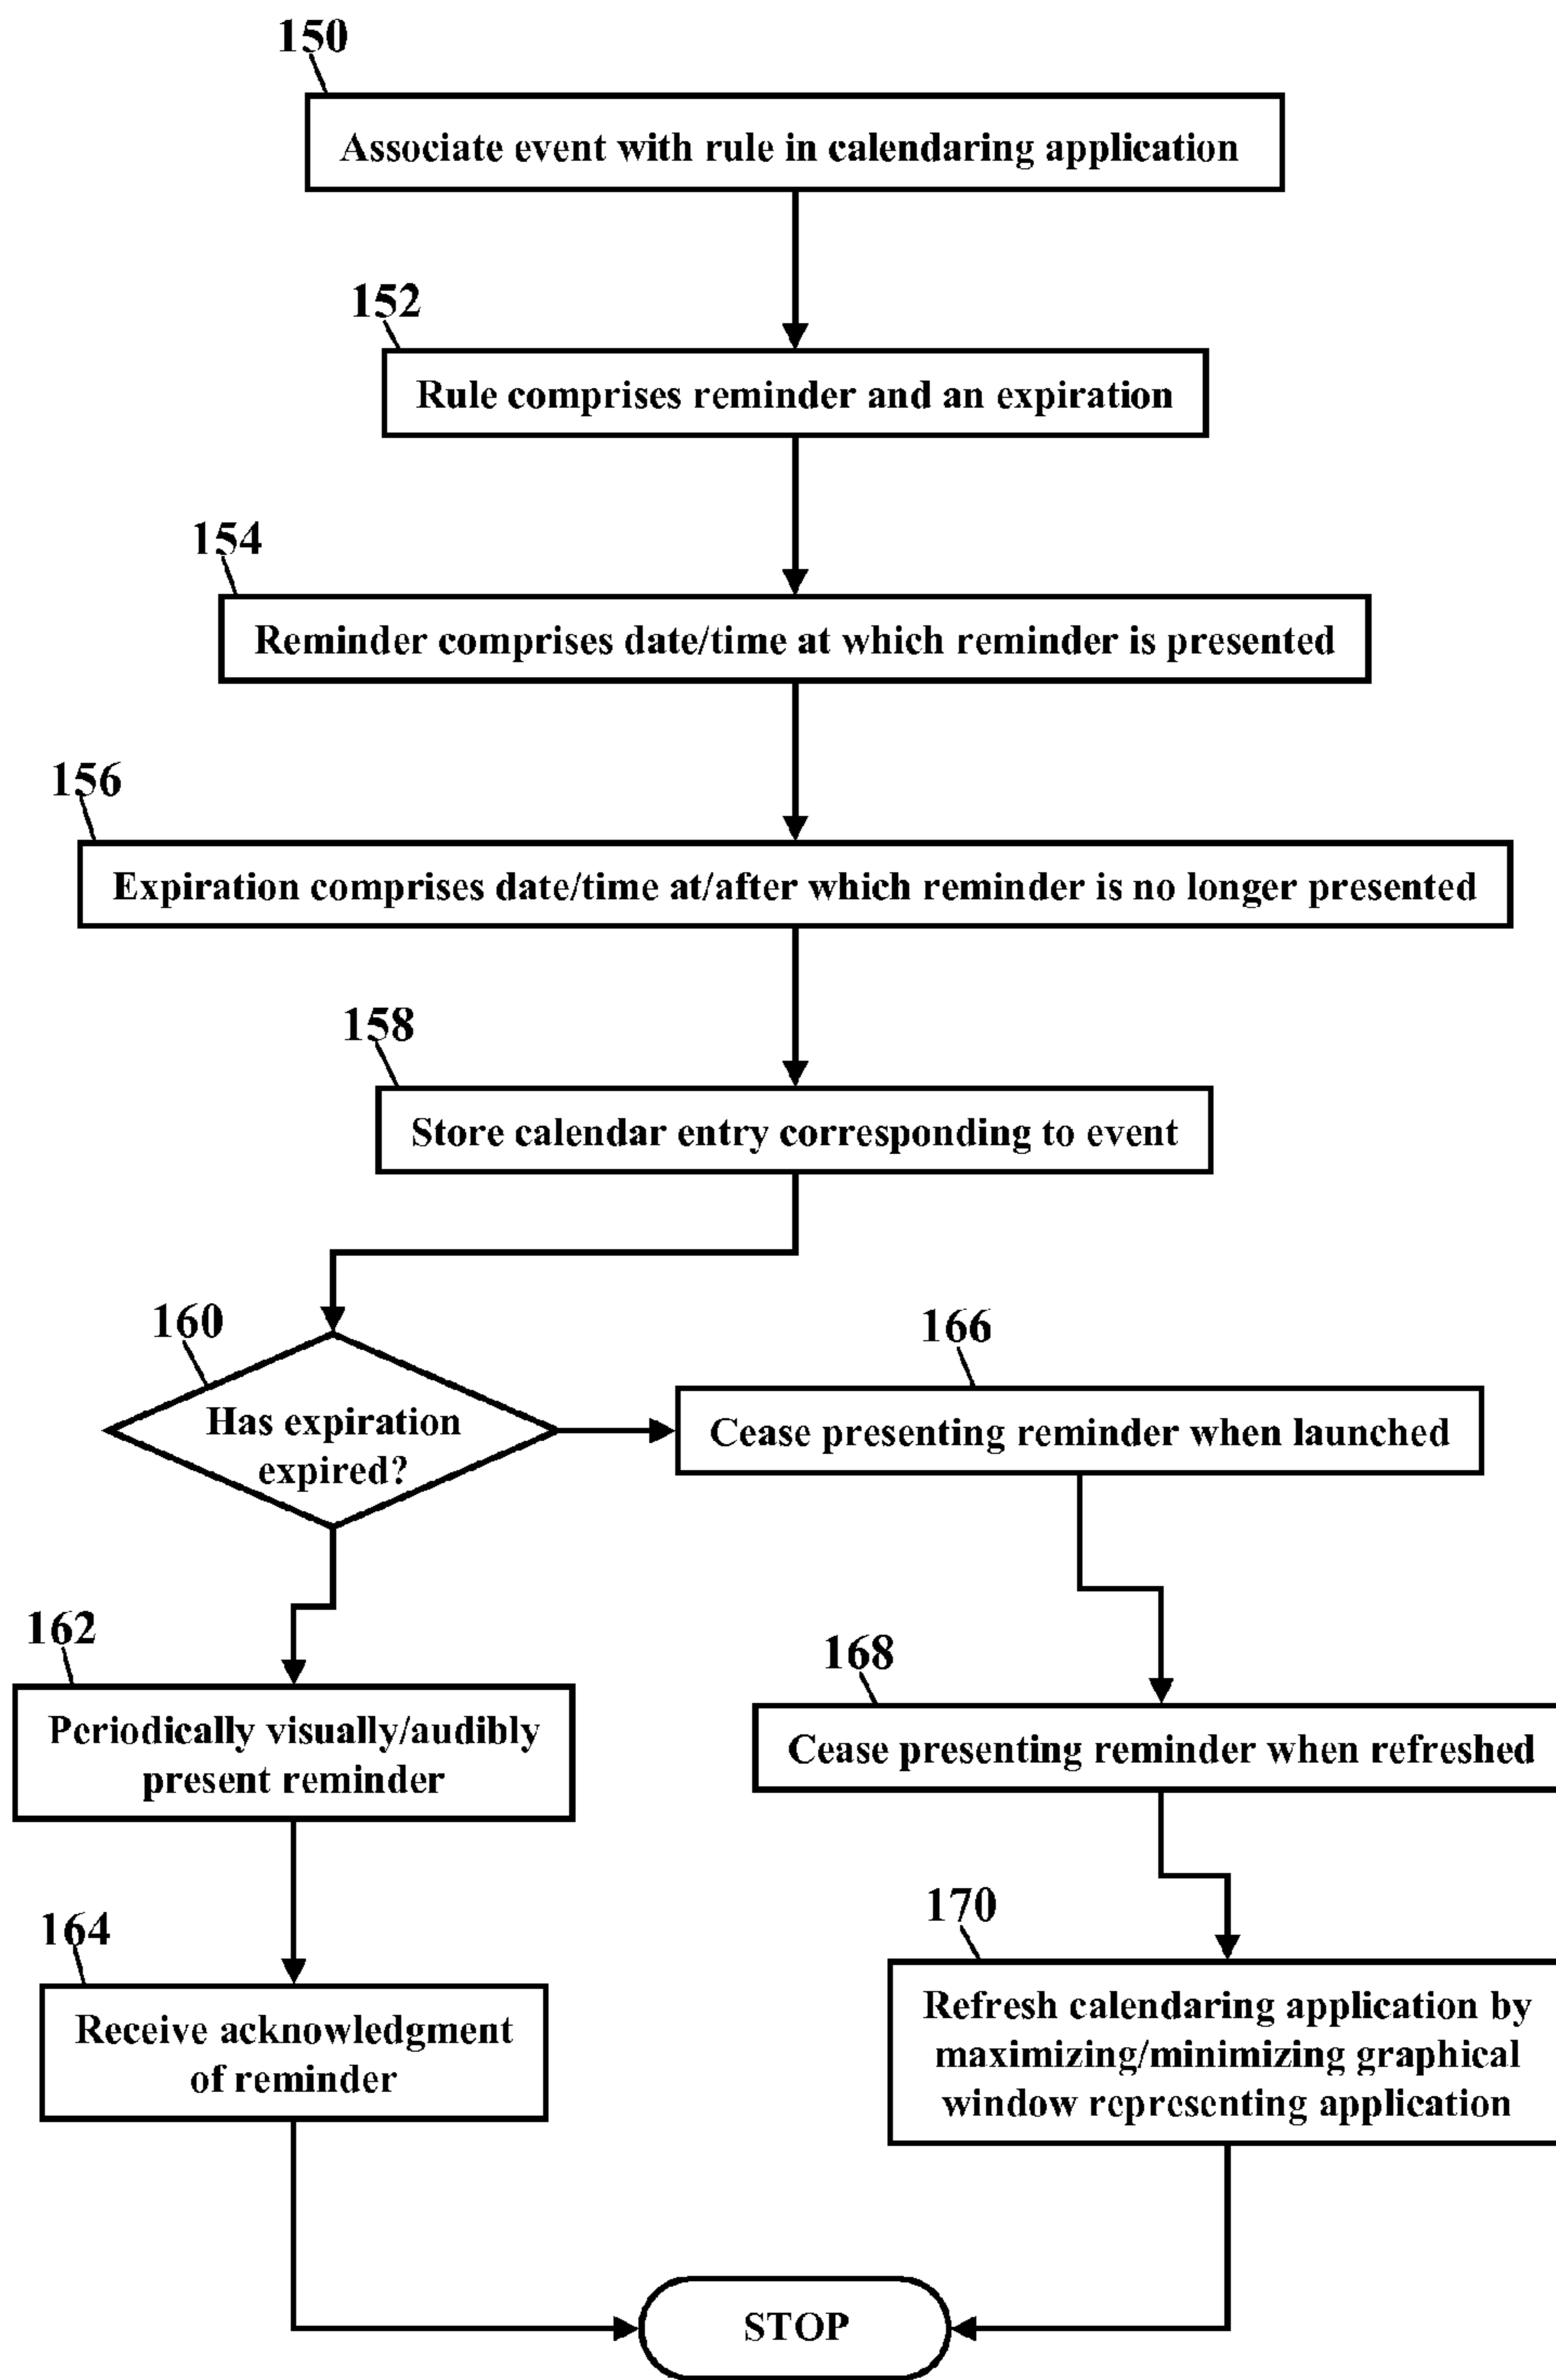 150
Associate event with rule in calendaring application
152
Rule comprises reminder and an expiration
154
Reminder comprises date/time at which reminder is presented
156
Expiration comprises date/time at/after which reminder is no longer presented
158
Store calendar entry corresponding to event
160
Has expiration
expired?
166
Cease presenting reminder when launched
162
Periodically visually/audibly
present reminder
168
Cease presenting reminder when refreshed
164
Receive acknowledgment
of reminder
170
Refresh calendaring application by
maximizing/minimizing graphical
window representing application
STOP